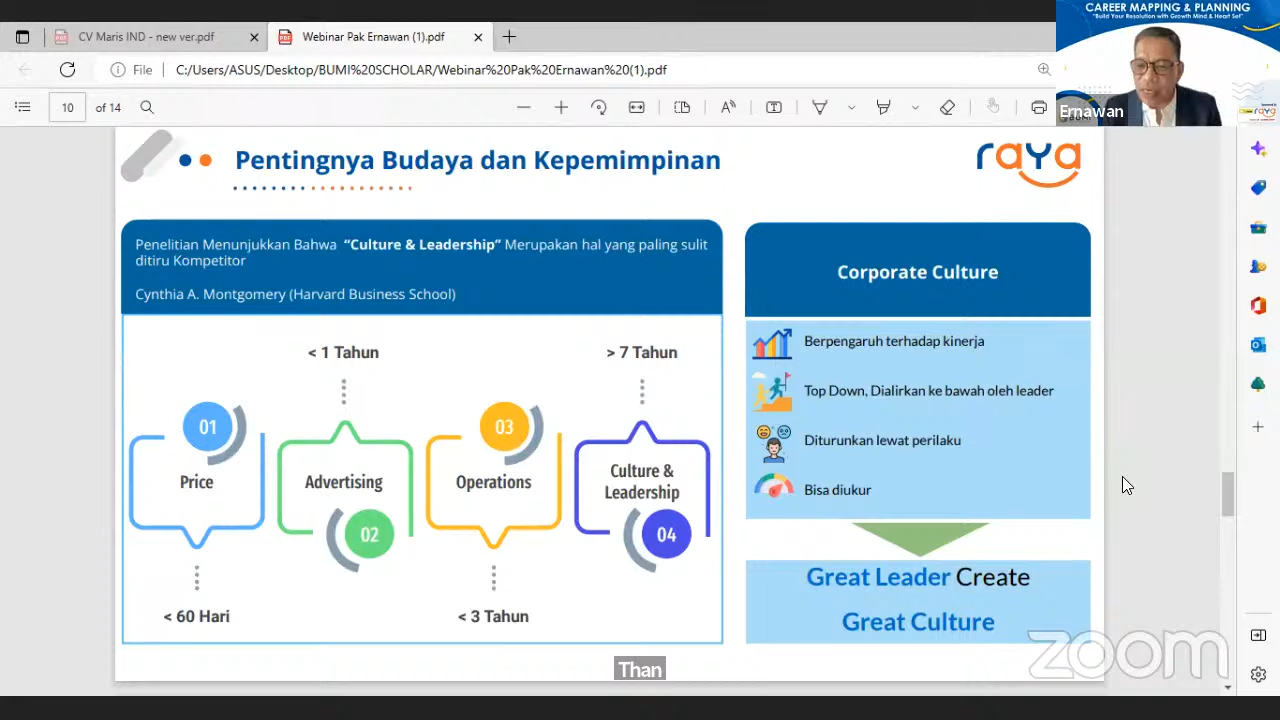 CV Maris IND - new ver.pdf
Webinar Pak Ernawan (1).pdf
File
C:/Users/ASUS/Desktop/BUMI%20SCHOLAR/Webinar%20Pak%20Ernawan%20(1).pdf
10 of 14
CAREER MAPPING & PLANNING
"Build Your Resolution with Growth Mind & Heart Set"
Ernawan
raya
Pentingnya Budaya dan Kepemimpinan
raya
Penelitian Menunjukkan Bahwa "Culture & Leadership" Merupakan hal yang paling sulit
ditiru Kompetitor
Cynthia A. Montgomery (Harvard Business School)
< 1 Tahun
> 7 Tahun
01
Price
Advertising
02
03
Operations
Culture &
Leadership
04
< 60 Hari
< 3 Tahun
Corporate Culture
Berpengaruh terhadap kinerja
Top Down, Dialirkan ke bawah oleh leader
Diturunkan lewat perilaku
Bisa diukur
Great Leader Create
Great Culture
zoom
Than